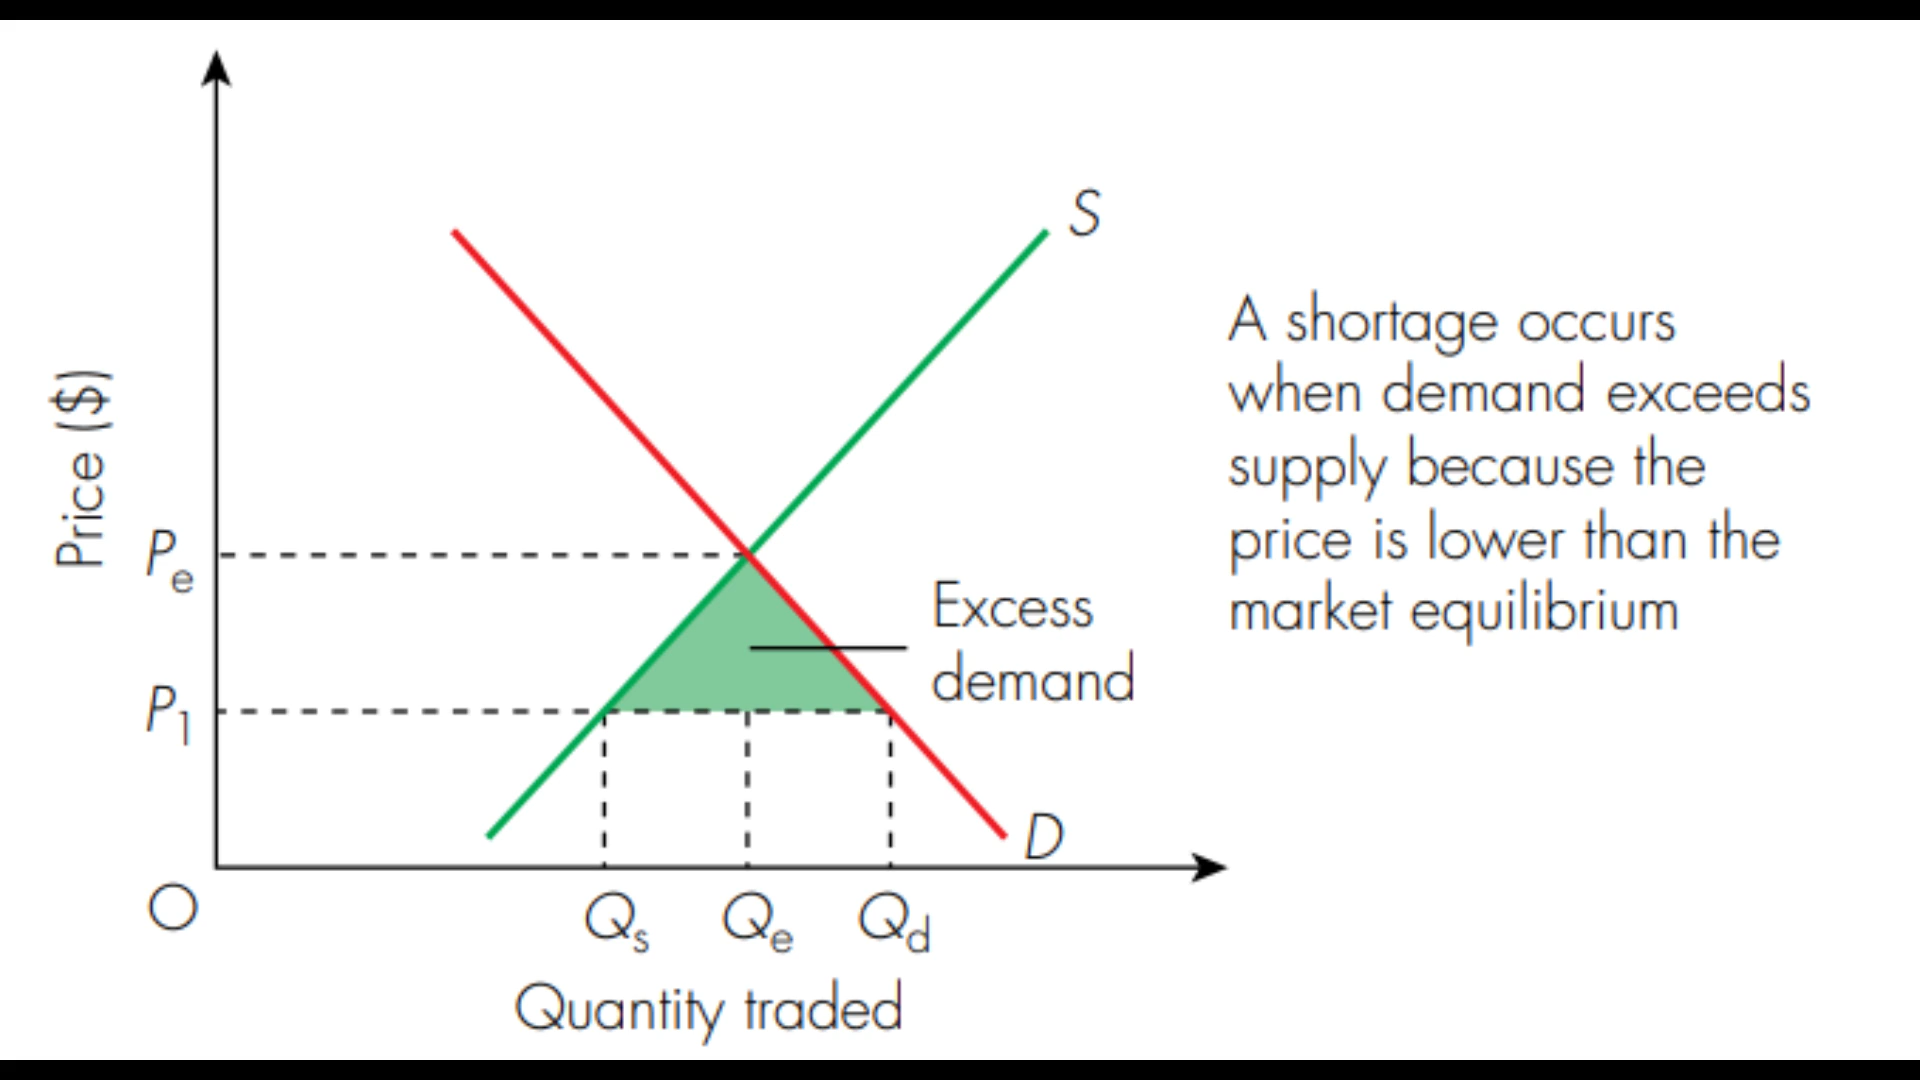 S
A shortage occurs
when demand exceeds
supply because the
price is lower than the
market equilibrium
Price ($)
Pe
Excess
demand
P1
D
O
Qs Qe Qd
Quantity traded